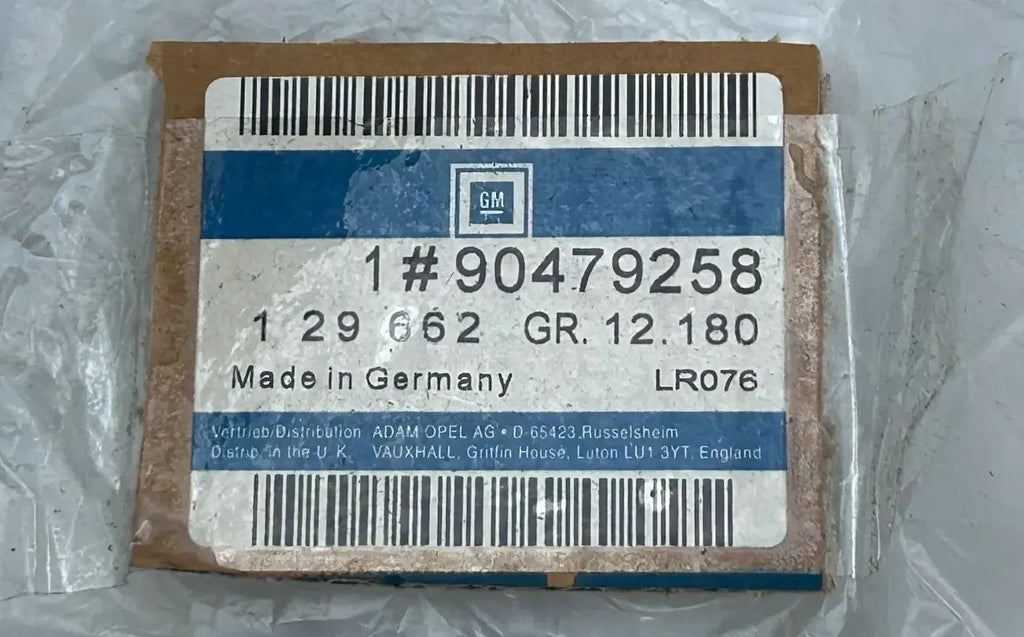 GM
1#90479258
1 29 662 GR. 12.180
Made in Germany LR076
Vertrieb/Distribution ADAM OPEL AG • D-65423 Russelsheim
Distrib. in the U.K. VAUXHALL, Griffin House, Luton LU1 3YT, England